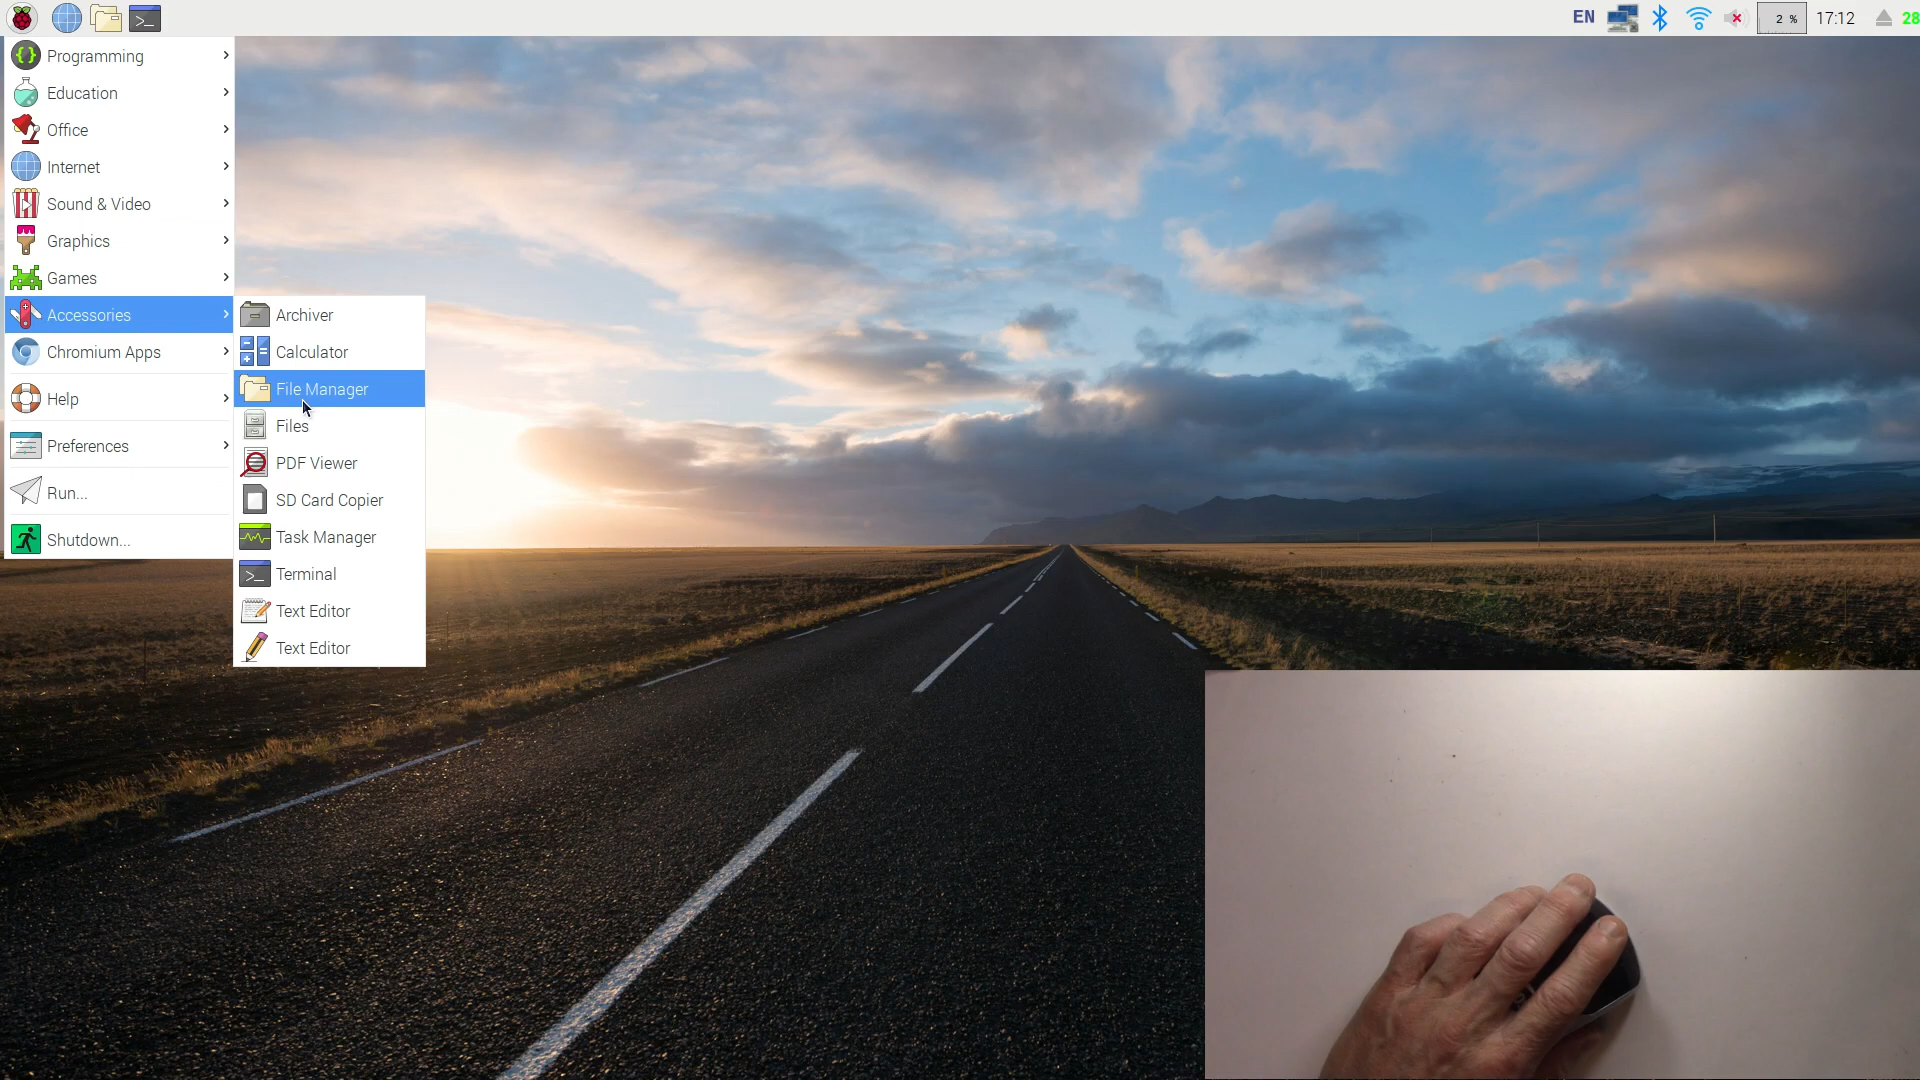 EN
2 %
17:12
28
Programming
Education
Office
Internet
Sound & Video
Graphics
Games
Accessories
Chromium Apps
Help
Preferences
Run...
Shutdown...
Archiver
Calculator
File Manager
Files
PDF Viewer
SD Card Copier
Task Manager
Terminal
Text Editor
Text Editor